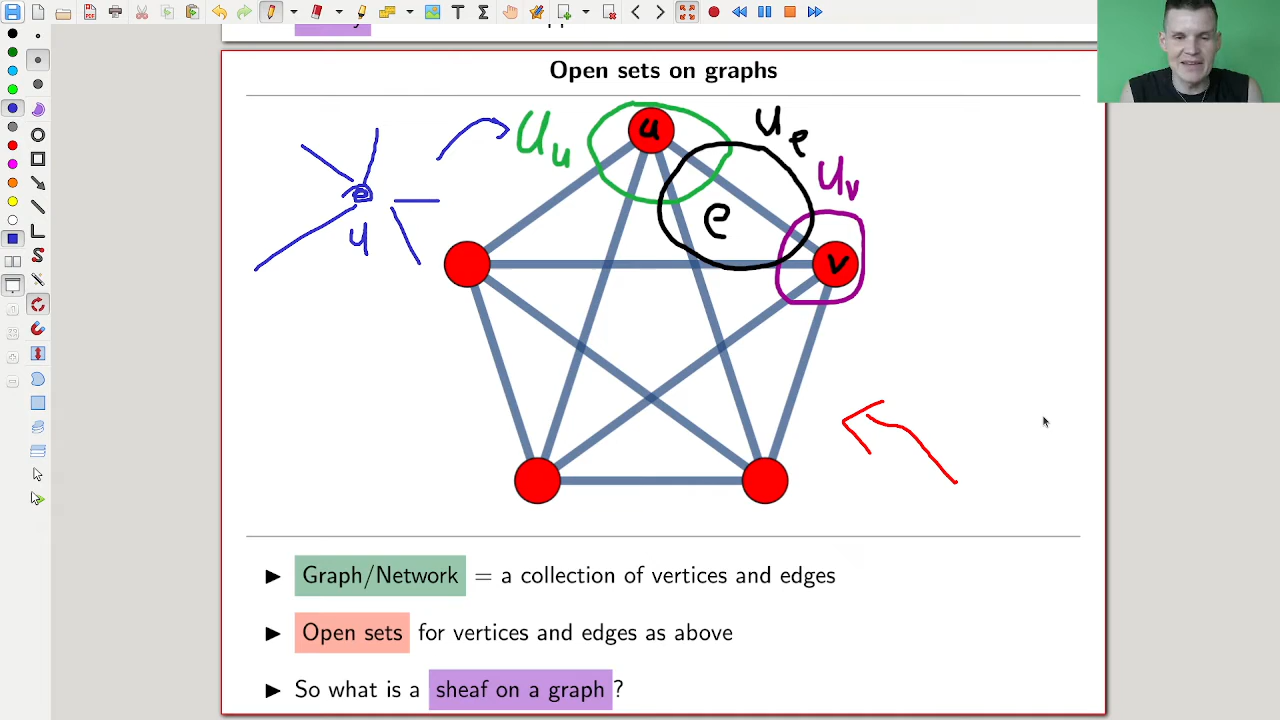 Open sets on graphs
u
U_u
U_e
U_v
e
v
u
▶ Graph/Network = a collection of vertices and edges
▶ Open sets for vertices and edges as above
▶ So what is a sheaf on a graph?